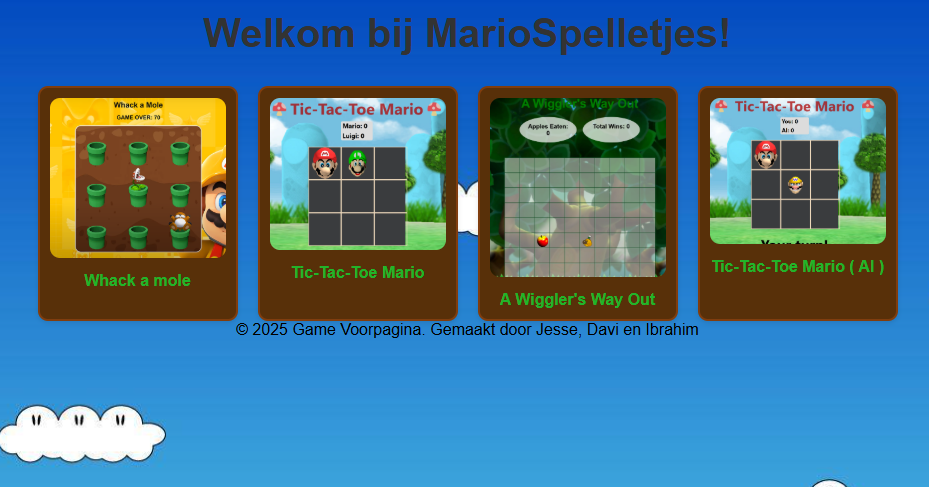 Welkom bij MarioSpelletjes!
Whack a Mole
GAME OVER: 70
Whack a mole
Tic-Tac-Toe Mario
Mario: 0
Luigi: 0
Tic-Tac-Toe Mario
A Wiggler's Way Out
Apples Eaten:
0
Total Wins: 0
A Wiggler's Way Out
Tic-Tac-Toe Mario
You: 0
AI: 0
Your turn!
Tic-Tac-Toe Mario ( AI )
© 2025 Game Voorpagina. Gemaakt door Jesse, Davi en Ibrahim